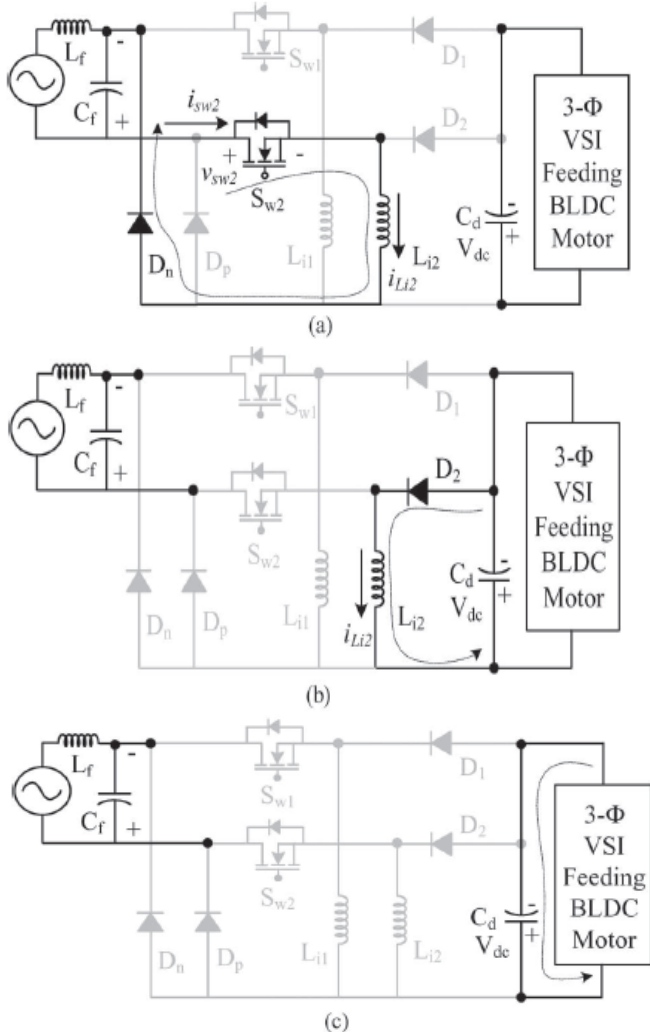 L_f
-
S_w1
D_1
C_f
+
i_sw2
D_2
+
-
v_sw2
S_w2
3-Φ
VSI
Feeding
BLDC
Motor
C_d
-
V_dc
+
D_n
D_p
L_i1
L_i2
i_Li2
(a)
L_f
-
S_w1
D_1
C_f
+
D_2
S_w2
3-Φ
VSI
Feeding
BLDC
Motor
C_d
-
V_dc
+
D_n
D_p
L_i1
L_i2
i_Li2
(b)
L_f
-
S_w1
D_1
C_f
+
D_2
S_w2
3-Φ
VSI
Feeding
BLDC
Motor
C_d
-
V_dc
+
D_n
D_p
L_i1
L_i2
(c)